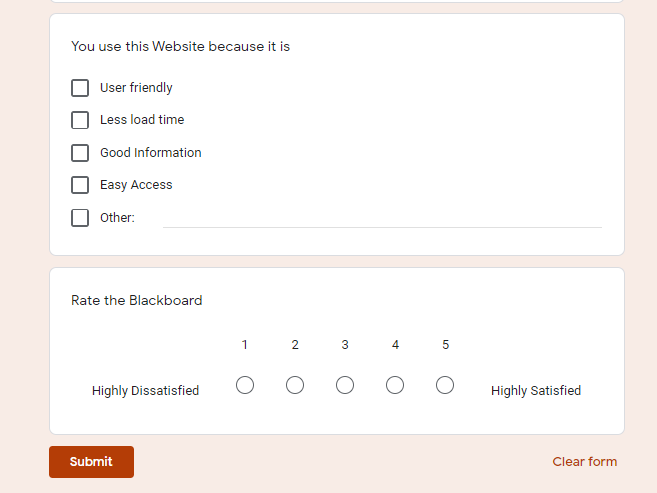 You use this Website because it is
User friendly
Less load time
Good Information
Easy Access
Other:
Rate the Blackboard
1 2 3 4 5
Highly Dissatisfied Highly Satisfied
Submit Clear form